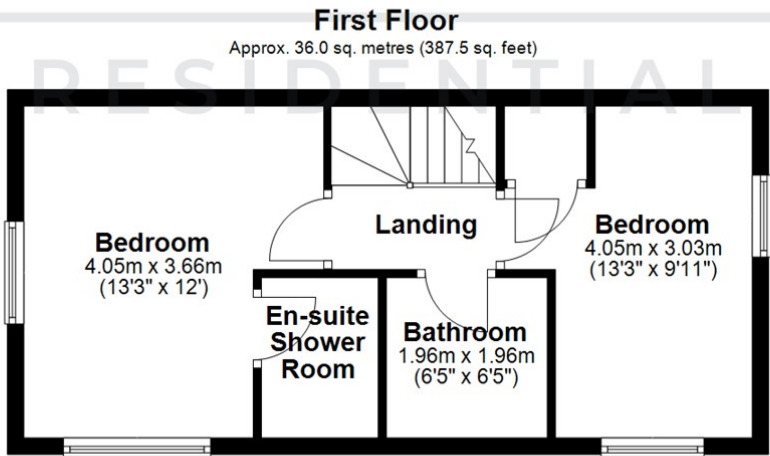 First Floor
Approx. 36.0 sq. metres (387.5 sq. feet)
RESIDENTIAL
Bedroom
4.05m x 3.66m
(13'3" x 12')
Landing
Bedroom
4.05m x 3.03m
(13'3" x 9'11")
En-suite
Shower
Room
Bathroom
1.96m x 1.96m
(6'5" x 6'5")